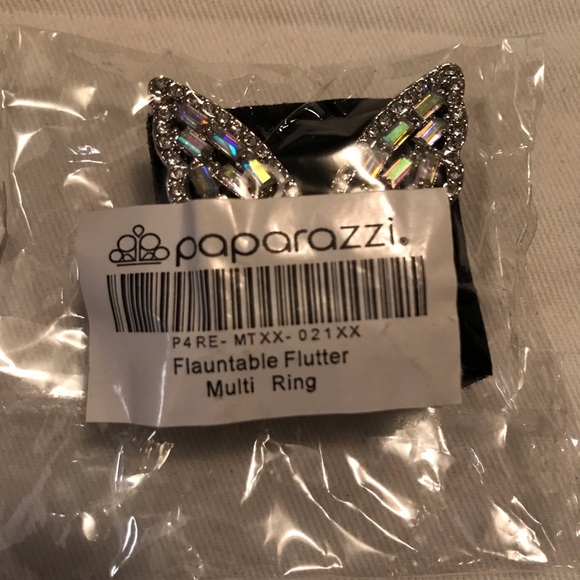 paparazzi®
P4RE-MTXX-021XX
Flauntable Flutter
Multi Ring